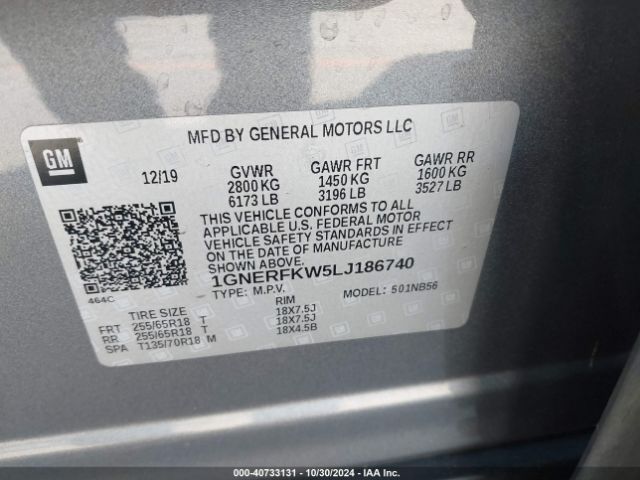 GM
MFD BY GENERAL MOTORS LLC
12/19 GVWR GAWR FRT GAWR RR
2800 KG 1450 KG 1600 KG
6173 LB 3196 LB 3527 LB
THIS VEHICLE CONFORMS TO ALL
APPLICABLE U.S. FEDERAL MOTOR
VEHICLE SAFETY STANDARDS IN EFFECT
ON THE DATE OF MANUFACTURE
SHOWN ABOVE.
1GNERFKW5LJ186740
464C TYPE: M.P.V. MODEL: 501NB56
TIRE SIZE RIM
FRT 255/65R18 T 18X7.5J
RR 255/65R18 T 18X7.5J
SPA T135/70R18 M 18X4.5B
000-40733131 - 10/30/2024 - IAA Inc.